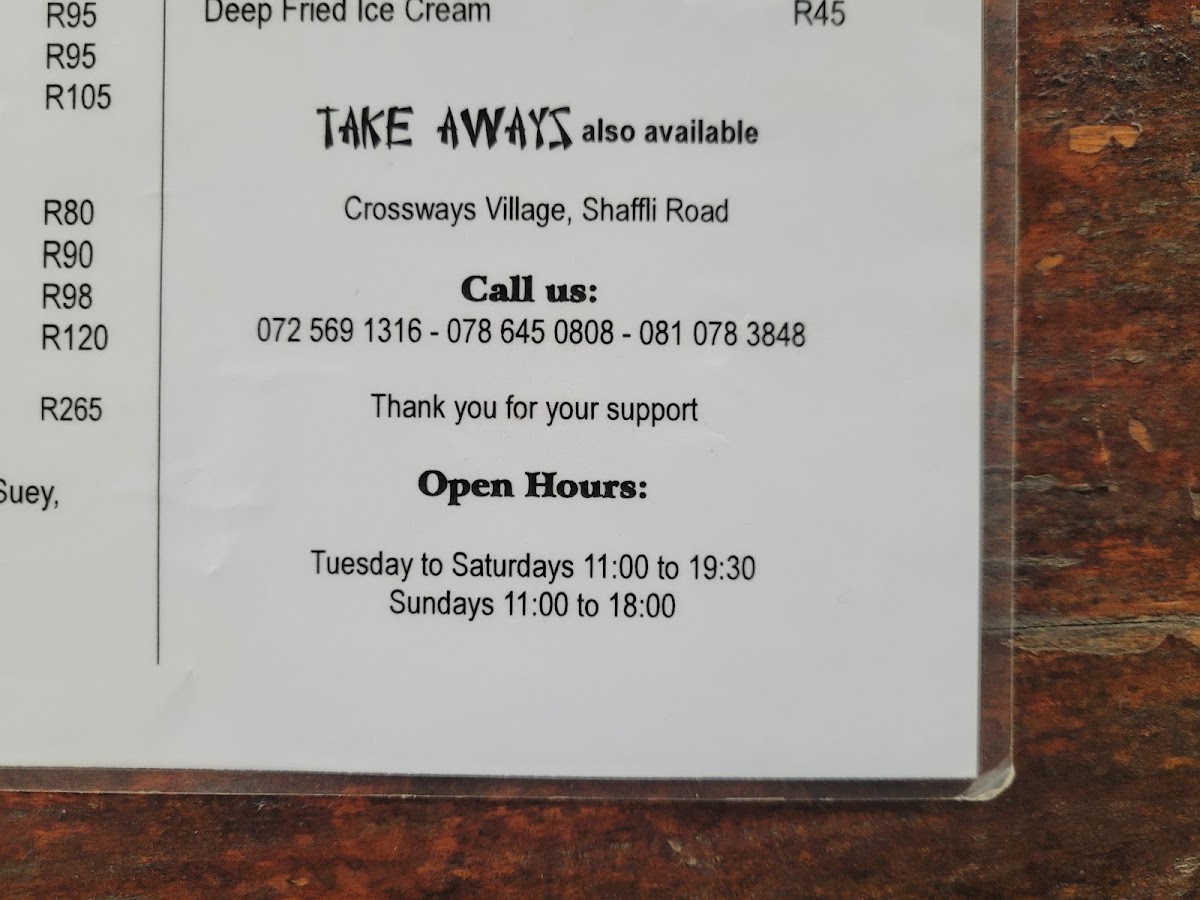 R95
R95
R105
R80
R90
R98
R120
R265
Suey,
Deep Fried Ice Cream R45
TAKE AWAYS also available
Crossways Village, Shaffli Road
Call us:
072 569 1316 - 078 645 0808 - 081 078 3848
Thank you for your support
Open Hours:
Tuesday to Saturdays 11:00 to 19:30
Sundays 11:00 to 18:00